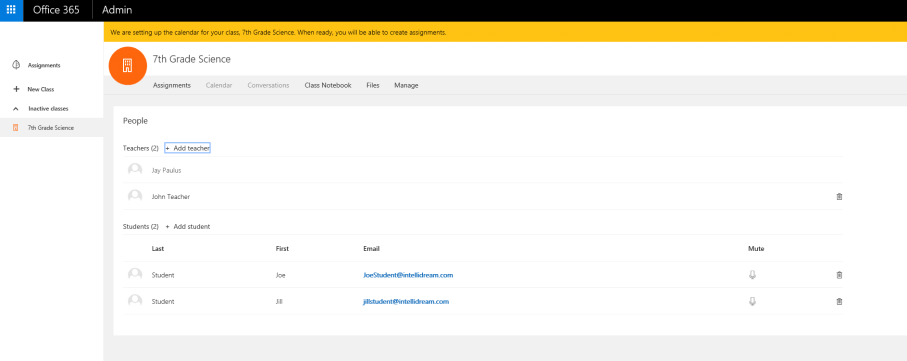 Office 365 Admin
We are setting up the calendar for your class, 7th Grade Science. When ready, you will be able to create assignments.
7th Grade Science
Assignments Calendar Conversations Class Notebook Files Manage
Assignments
+ New Class
Inactive classes
7th Grade Science
People
Teachers (2) + Add teacher
Jay Paulus
John Teacher
Students (2) + Add student
Last First Email Mute
Student Joe JoeStudent@intellidream.com
Student Jill jillstudent@intellidream.com